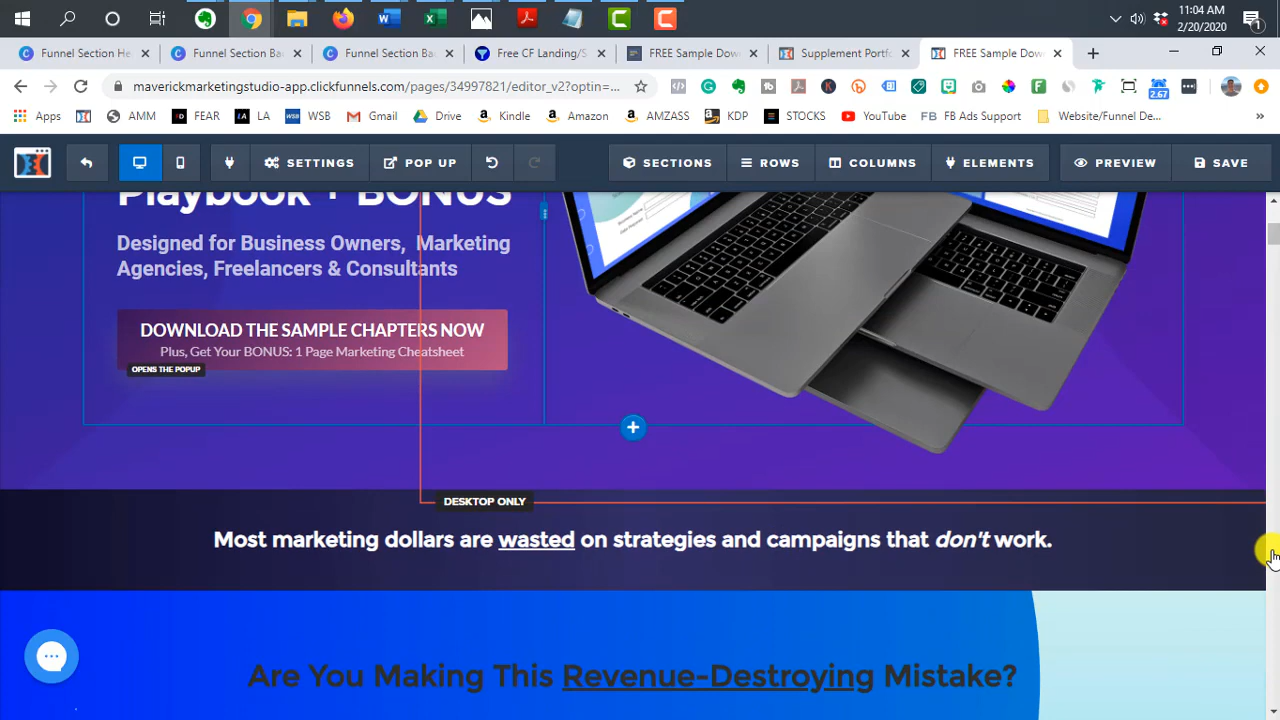 11:04 AM
2/20/2020
1
Funnel Section He
Funnel Section Ba
Funnel Section Ba
Free CF Landing/S
FREE Sample Dow
Supplement Portfo
FREE Sample Dow
maverickmarkingstudio-app.clickfunnels.com/pages/34997821/editor_v2?optin=...
2.67
Apps
AMM
FEAR
LA
WSB
Gmail
Drive
Kindle
Amazon
AMZASS
KDP
STOCKS
YouTube
FB Ads Support
Website/Funnel De...
SETTINGS
POP UP
SECTIONS
ROWS
COLUMNS
ELEMENTS
PREVIEW
SAVE
Playbook + BONUS
Designed for Business Owners, Marketing
Agencies, Freelancers & Consultants
DOWNLOAD THE SAMPLE CHAPTERS NOW
Plus, Get Your BONUS: 1 Page Marketing Cheatsheet
OPENS THE POPUP
DESKTOP ONLY
Most marketing dollars are wasted on strategies and campaigns that don't work.
Are You Making This Revenue-Destroying Mistake?